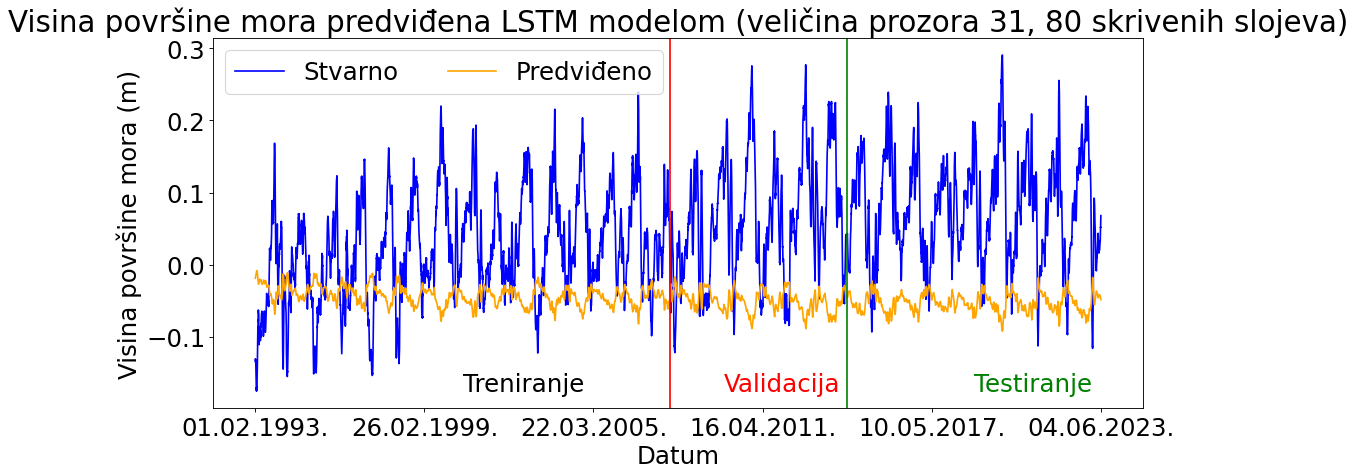 Visina površine mora predviđena LSTM modelom (veličina prozora 31, 80 skrivenih slojeva)
Stvarno
Predviđeno
Visina površine mora (m)
0.3
0.2
0.1
0.0
−0.1
Treniranje
Validacija
Testiranje
01.02.1993.
26.02.1999.
22.03.2005.
16.04.2011.
10.05.2017.
04.06.2023.
Datum